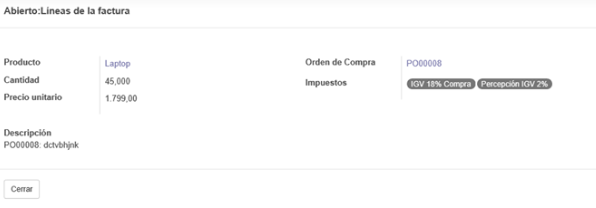 Abierto:Líneas de la factura
Producto
Laptop
Orden de Compra
PO00008
Cantidad
45,000
Impuestos
IGV 18% Compra
Percepción IGV 2%
Precio unitario
1.799,00
Descripción
PO00008: dctvbhjnk
Cerrar